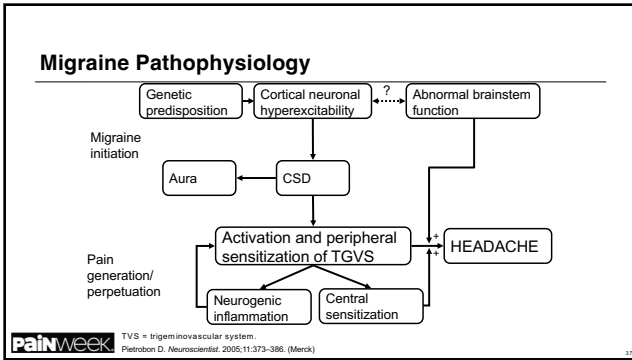 Migraine Pathophysiology
Genetic
predisposition
Cortical neuronal
hyperexcitability
?
Abnormal brainstem
function
Migraine
initiation
Aura
CSD
Activation and peripheral
sensitization of TGVS
+
+
HEADACHE
Pain
generation/
perpetuation
Neurogenic
inflammation
Central
sensitization
PAINWEEK.
TVS = trigeminovascular system.
Pietrobon D. Neuroscientist. 2005;11:373–386. (Merck)
37